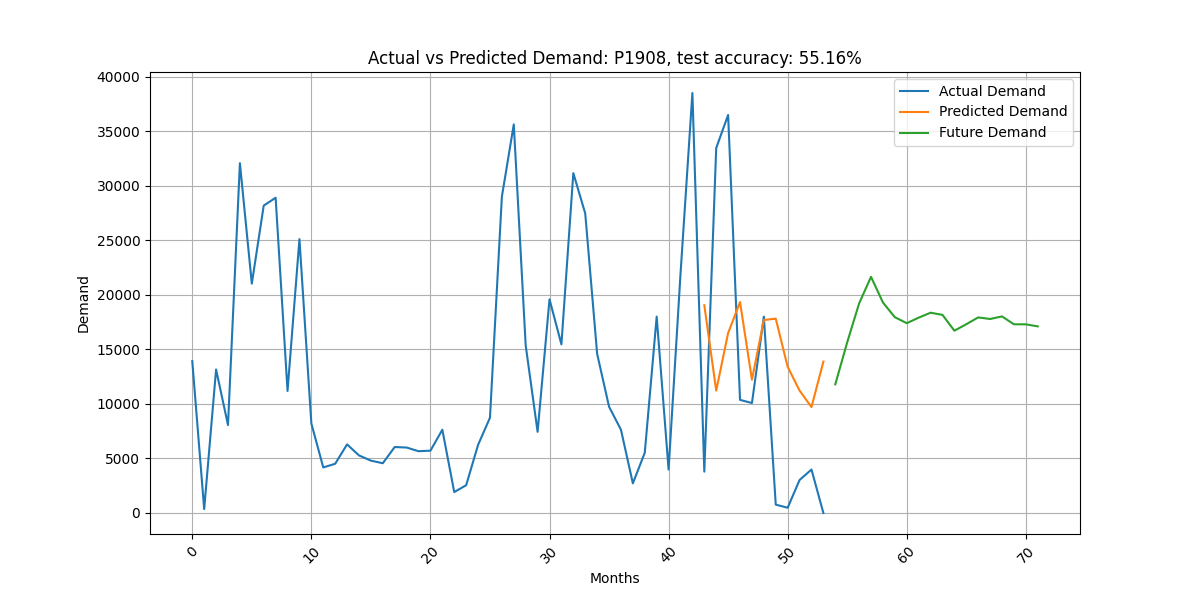 Actual vs Predicted Demand: P1908, test accuracy: 55.16%
40000
35000
30000
25000
20000
15000
10000
5000
0
Demand
Actual Demand
Predicted Demand
Future Demand
0 10 20 30 40 50 60 70
Months